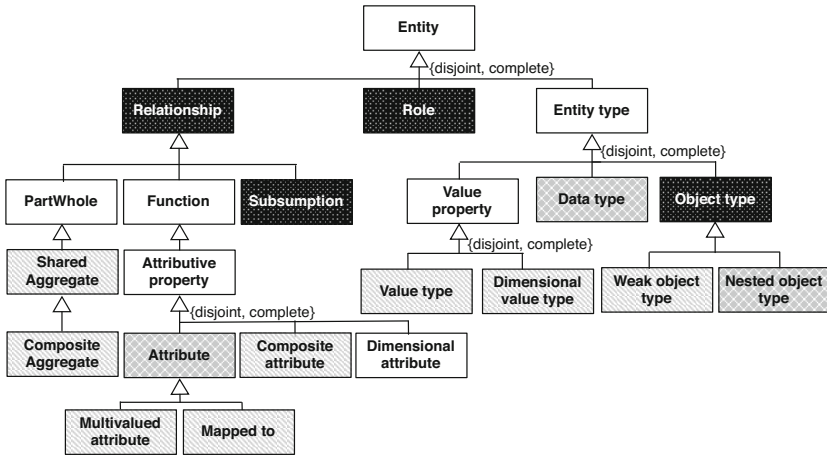 Entity
{disjoint, complete}
Relationship
Role
Entity type
{disjoint, complete}
PartWhole
Function
Subsumption
Value
property
Data type
Object type
{disjoint, complete}
Shared
Aggregate
Attributive
property
Value type
Dimensional
value type
Weak object
type
Nested object
type
{disjoint, complete}
Composite
Aggregate
Attribute
Composite
attribute
Dimensional
attribute
Multivalued
attribute
Mapped to